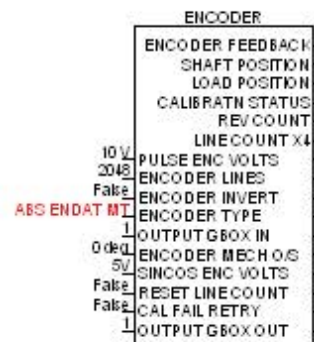 ENCODER
ENCODER FEEDBACK
SHAFT POSITION
LOAD POSITION
CALIBRATN STATUS
REV COUNT
LINE COUNT X4
10 V PULSE ENC VOLTS
2048 ENCODER LINES
False ENCODER INVERT
ABS ENDAT MT ENCODER TYPE
1 OUTPUT GBOX IN
0 deg ENCODER MECH O/S
5V SINCOS ENC VOLTS
False RESET LINE COUNT
False CAL FAIL RETRY
1 OUTPUT GBOX OUT